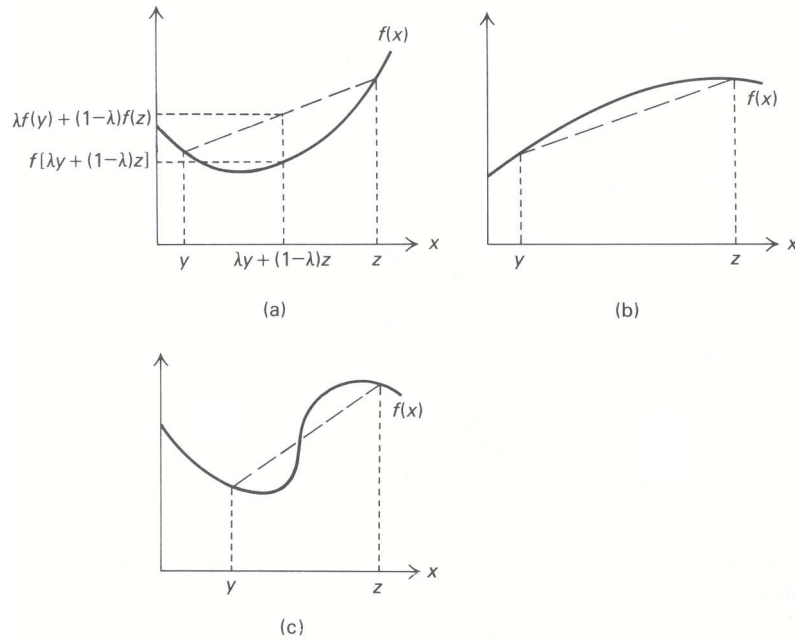 f(x)
λf(y) + (1−λ)f(z)
f[λy + (1−λ)z]
x
y
λy + (1−λ)z
z
(a)
f(x)
x
y
z
(b)
f(x)
x
y
z
(c)